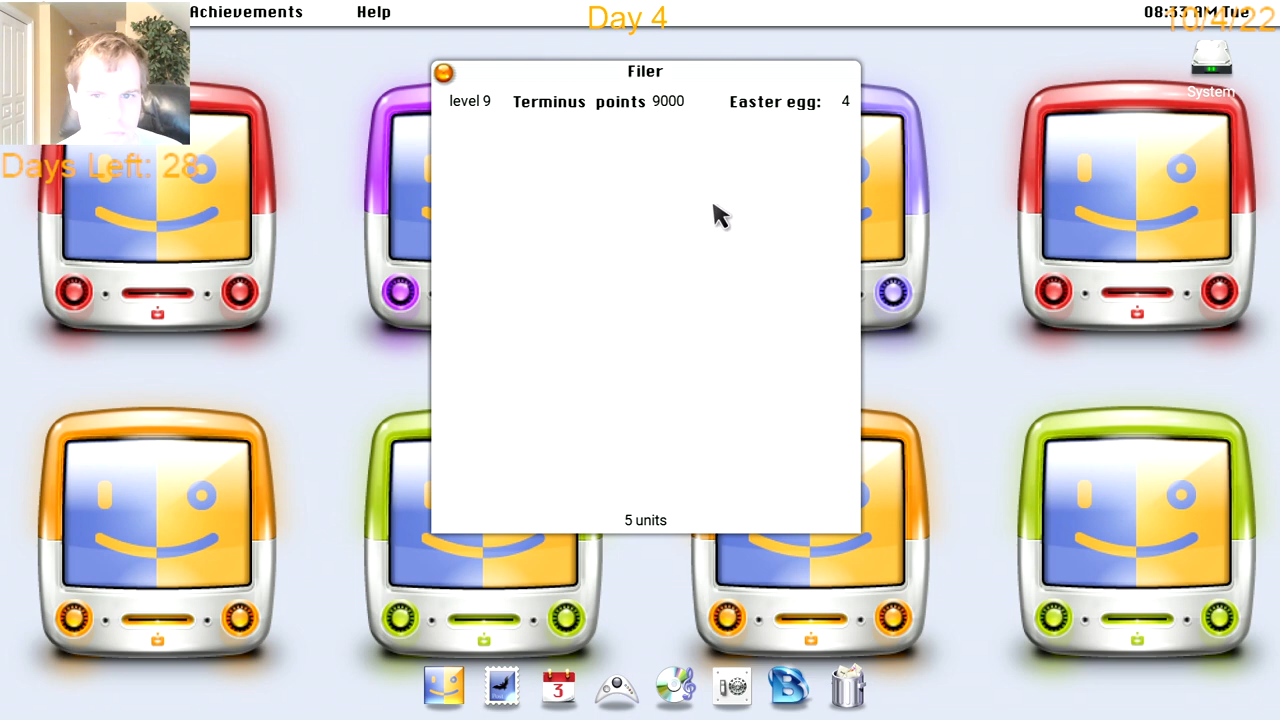 Achievements Help
Day 4
08:33 AM Tue
10/4/22
System
Days Left: 28
Filer
level 9 Terminus points 9000 Easter egg: 4
5 units
3